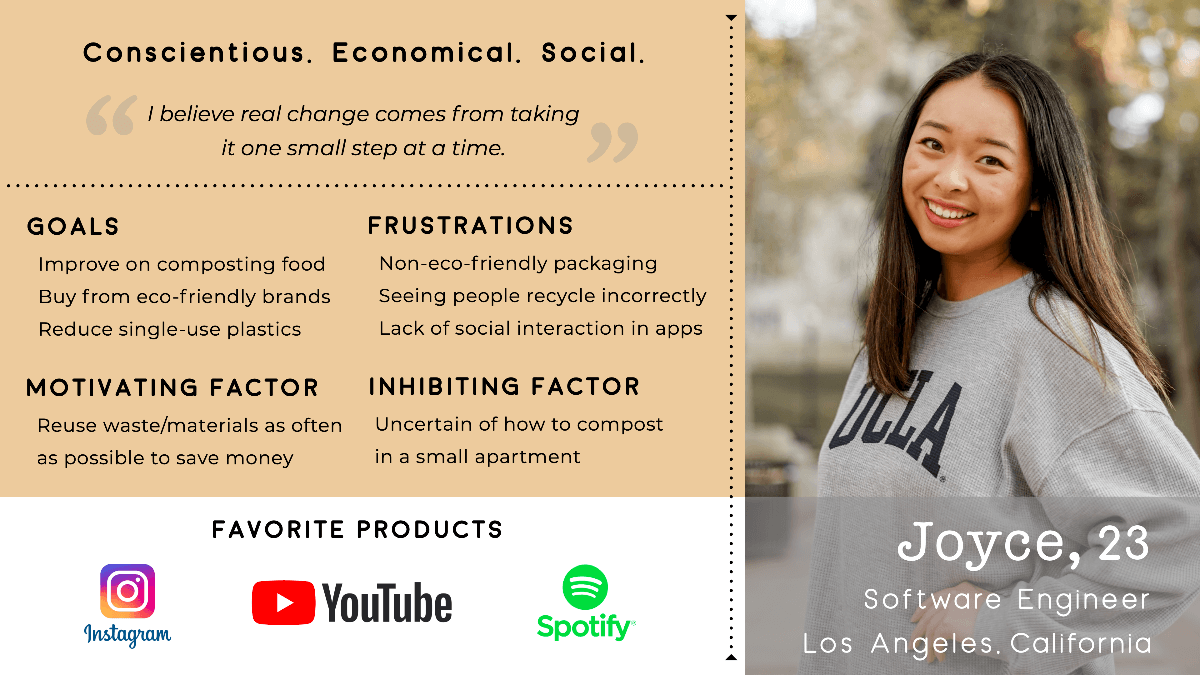 Conscientious. Economical. Social.
“ I believe real change comes from taking
it one small step at a time. ”
GOALS
Improve on composting food
Buy from eco-friendly brands
Reduce single-use plastics
FRUSTRATIONS
Non-eco-friendly packaging
Seeing people recycle incorrectly
Lack of social interaction in apps
MOTIVATING FACTOR
Reuse waste/materials as often
as possible to save money
INHIBITING FACTOR
Uncertain of how to compost
in a small apartment
FAVORITE PRODUCTS
Instagram
YouTube
Spotify®
UCLA®
Joyce, 23
Software Engineer
Los Angeles, California